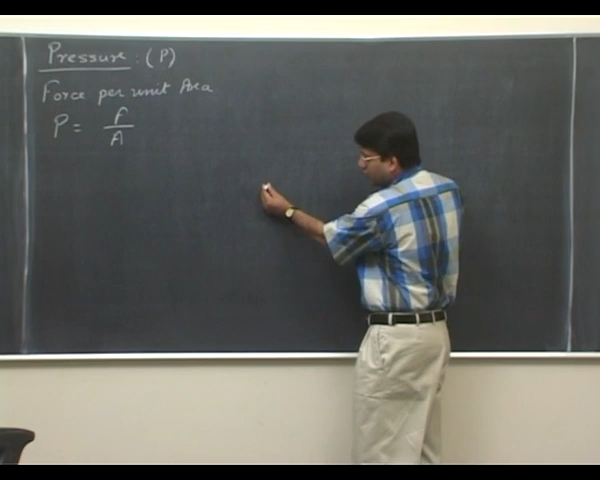 Pressure : (P)
Force per unit Area
P = F/A